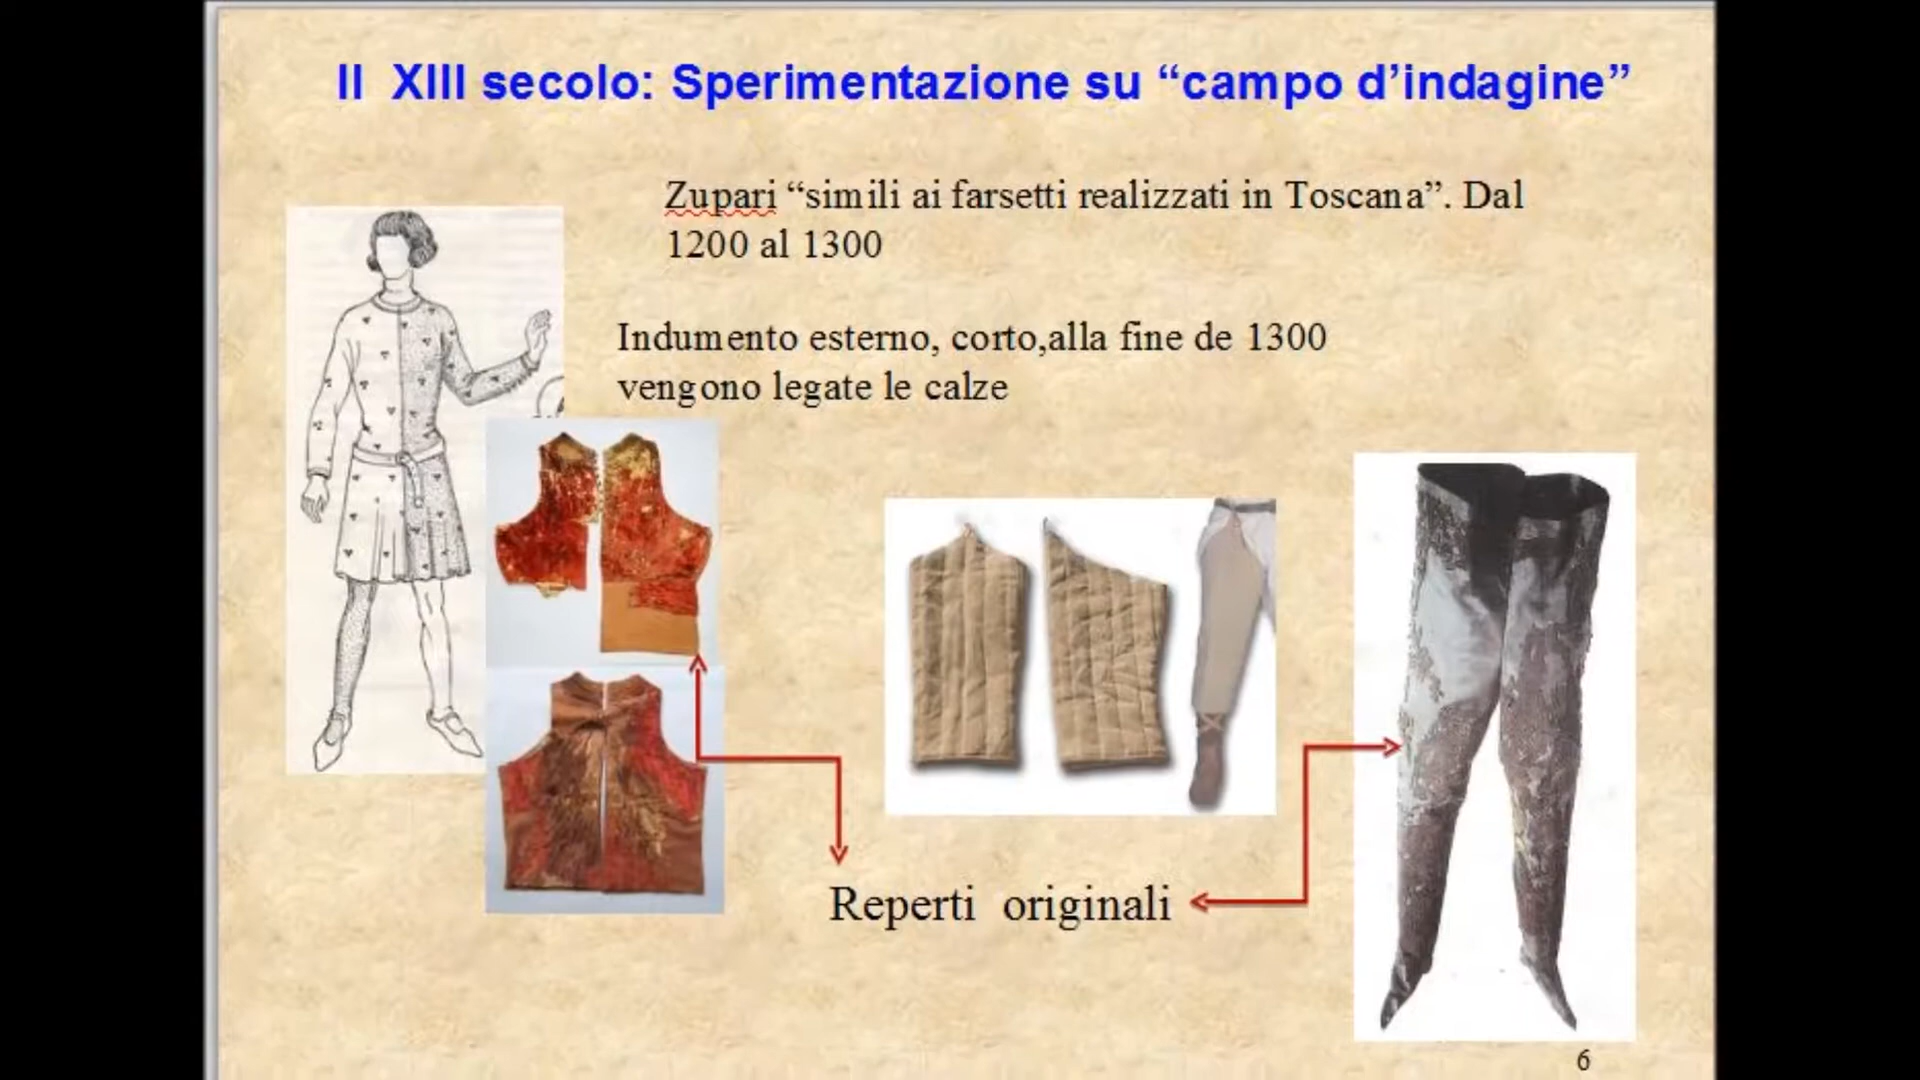 Il XIII secolo: Sperimentazione su “campo d’indagine”
Zupari “simili ai farsetti realizzati in Toscana”. Dal
1200 al 1300
Indumento esterno, corto,alla fine de 1300
vengono legate le calze
Reperti originali
6